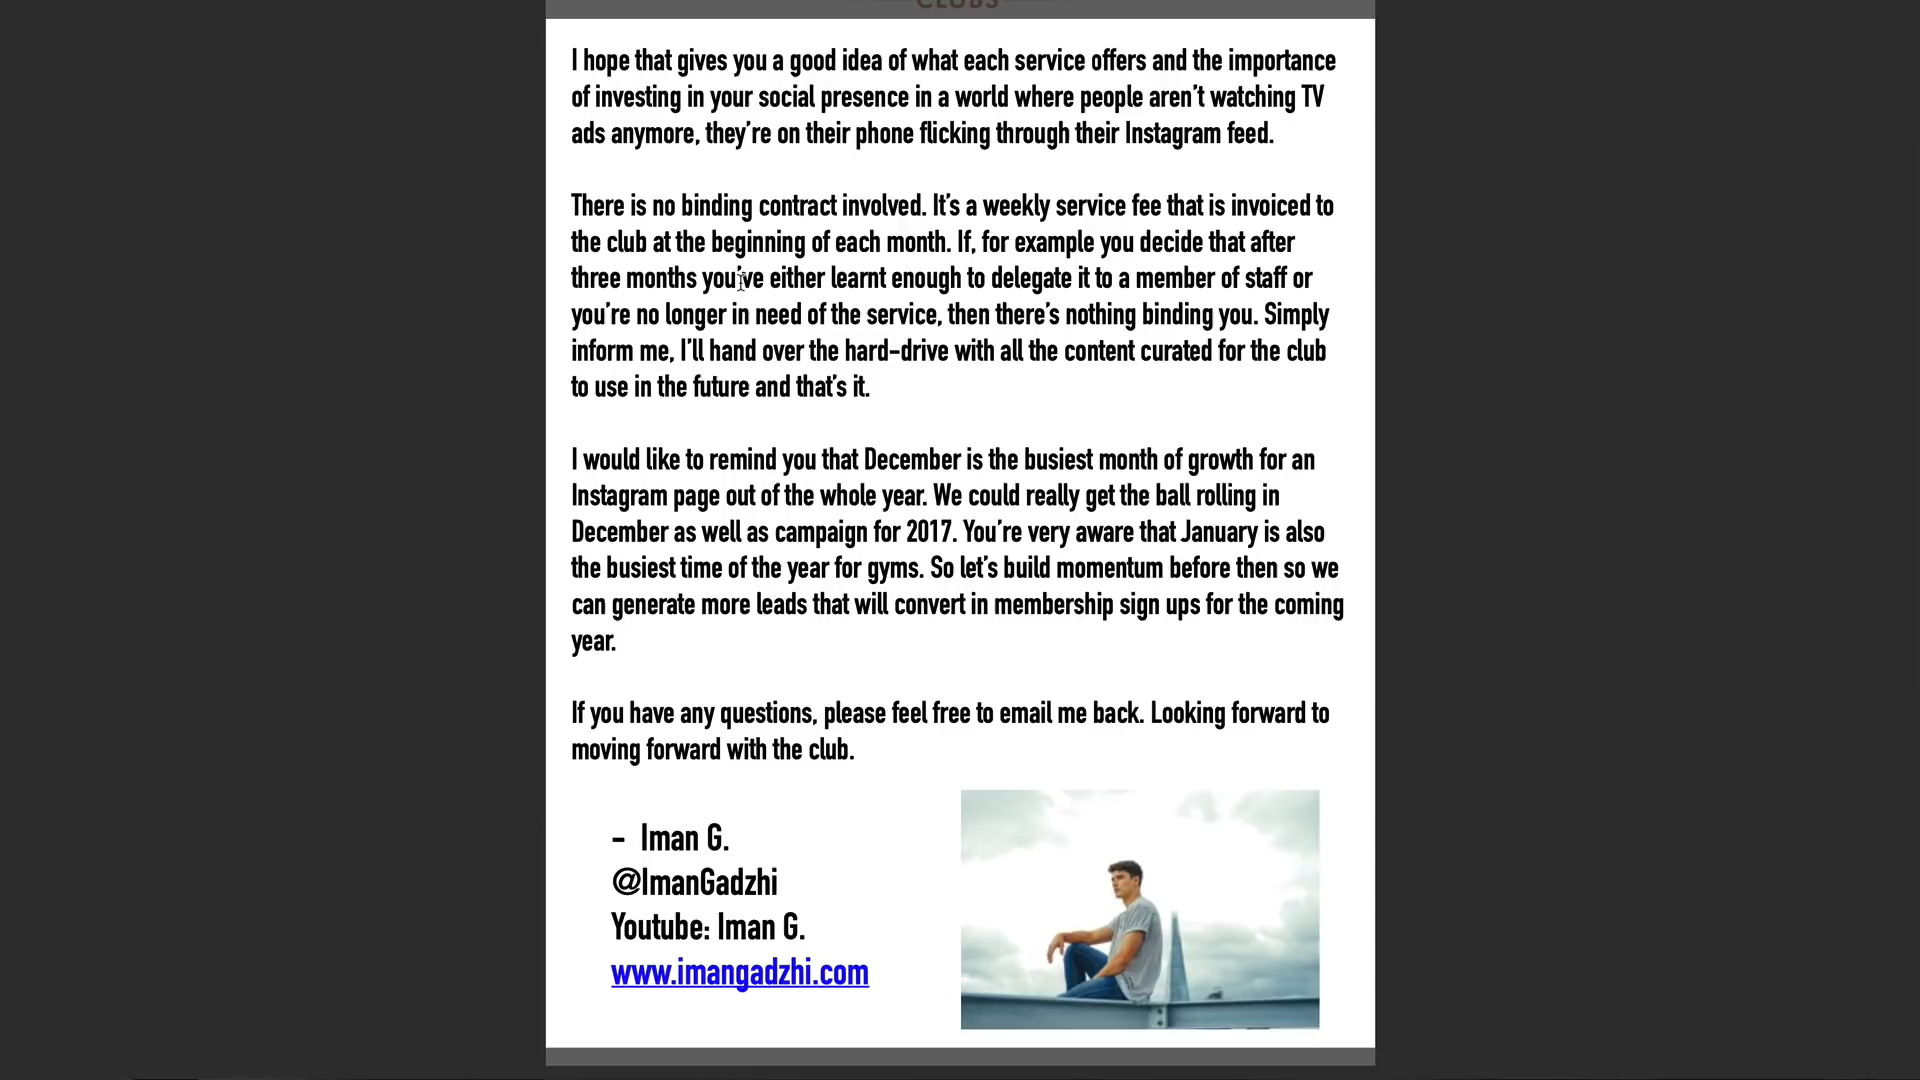 CLUBS
I hope that gives you a good idea of what each service offers and the importance
of investing in your social presence in a world where people aren't watching TV
ads anymore, they're on their phone flicking through their Instagram feed.
There is no binding contract involved. It's a weekly service fee that is invoiced to
the club at the beginning of each month. If, for example you decide that after
three months you've either learnt enough to delegate it to a member of staff or
you're no longer in need of the service, then there's nothing binding you. Simply
inform me, I'll hand over the hard-drive with all the content curated for the club
to use in the future and that's it.
I would like to remind you that December is the busiest month of growth for an
Instagram page out of the whole year. We could really get the ball rolling in
December as well as campaign for 2017. You're very aware that January is also
the busiest time of the year for gyms. So let's build momentum before then so we
can generate more leads that will convert in membership sign ups for the coming
year.
If you have any questions, please feel free to email me back. Looking forward to
moving forward with the club.
- Iman G.
@ImanGadzhi
Youtube: Iman G.
www.imangadzhi.com